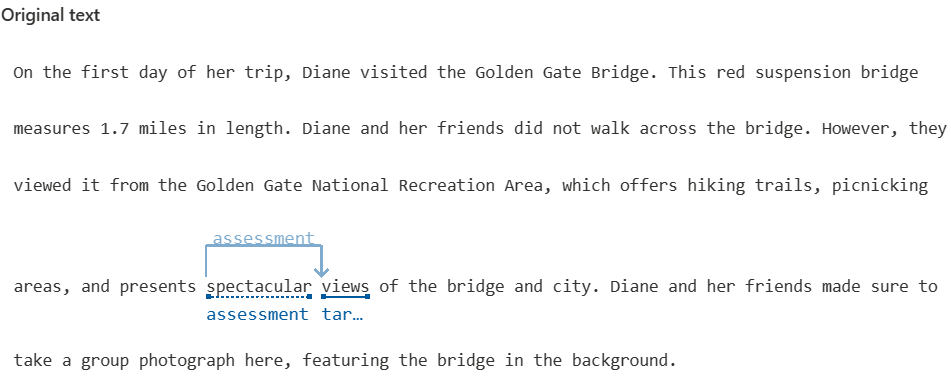 Original text
On the first day of her trip, Diane visited the Golden Gate Bridge. This red suspension bridge
measures 1.7 miles in length. Diane and her friends did not walk across the bridge. However, they
viewed it from the Golden Gate National Recreation Area, which offers hiking trails, picnicking
assessment
areas, and presents spectacular views of the bridge and city. Diane and her friends made sure to
assessment tar…
take a group photograph here, featuring the bridge in the background.